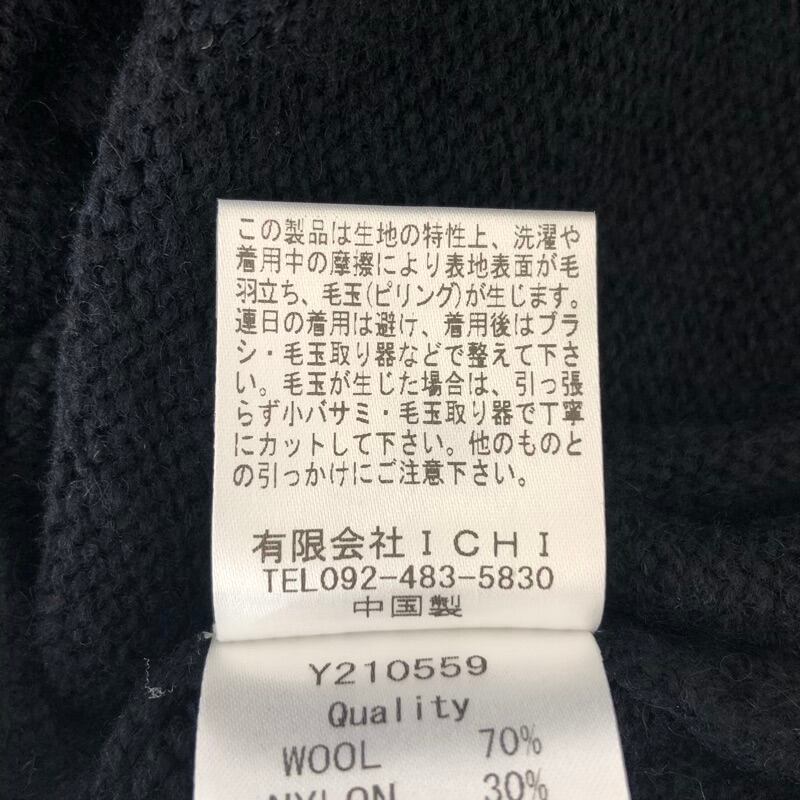 この製品は生地の特性上、洗濯や
着用中の摩擦により表地表面が毛
羽立ち、毛玉(ピリング)が生じます。
連日の着用は避け、着用後はブラ
シ・毛玉取り器などで整えて下さ
い。毛玉が生じた場合は、引っ張
らず小バサミ・毛玉取り器で丁寧
にカットして下さい。他のものと
の引っかけにご注意下さい。
有限会社ＩＣＨＩ
TEL092-483-5830
中国製
Y210559
Quality
WOOL 70%
NYLON 30%